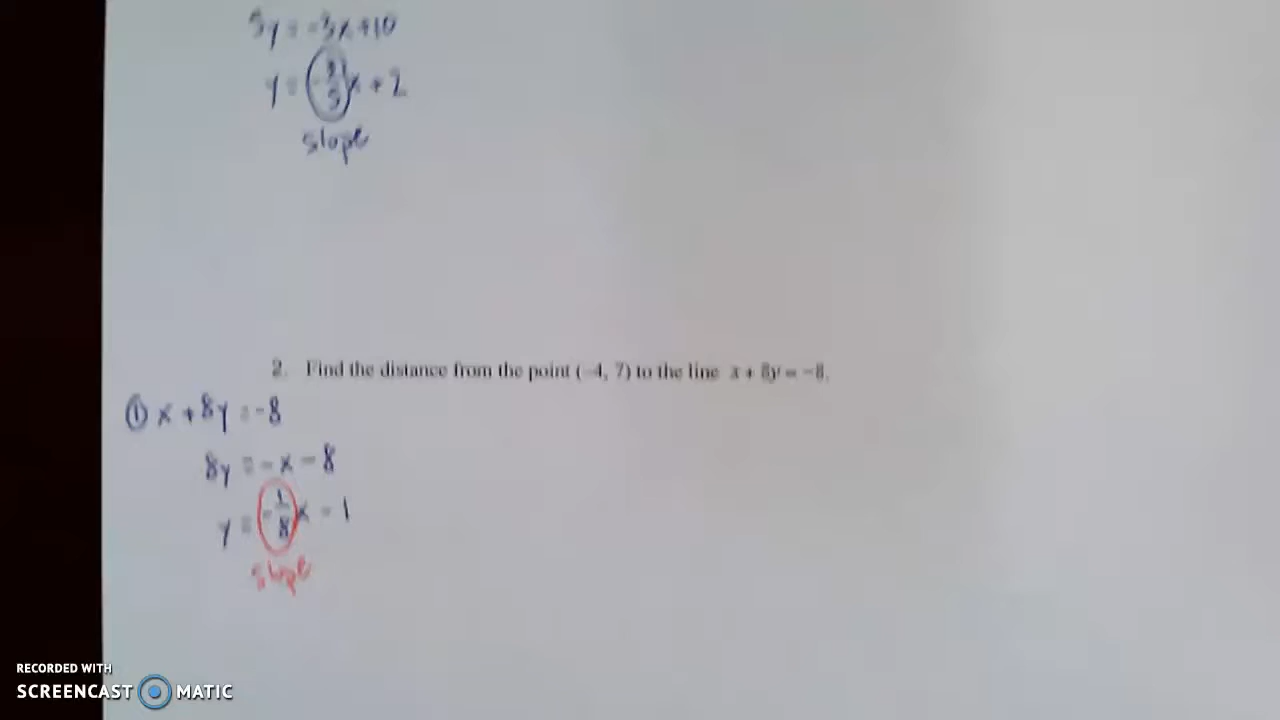 5y = -3x+10
y = -3/5 x + 2
slope
2. Find the distance from the point (-4, 7) to the line x + 8y = -8.
① x + 8y = -8
8y = -x - 8
y = -1/8 x - 1
slope
RECORDED WITH
SCREENCAST MATIC